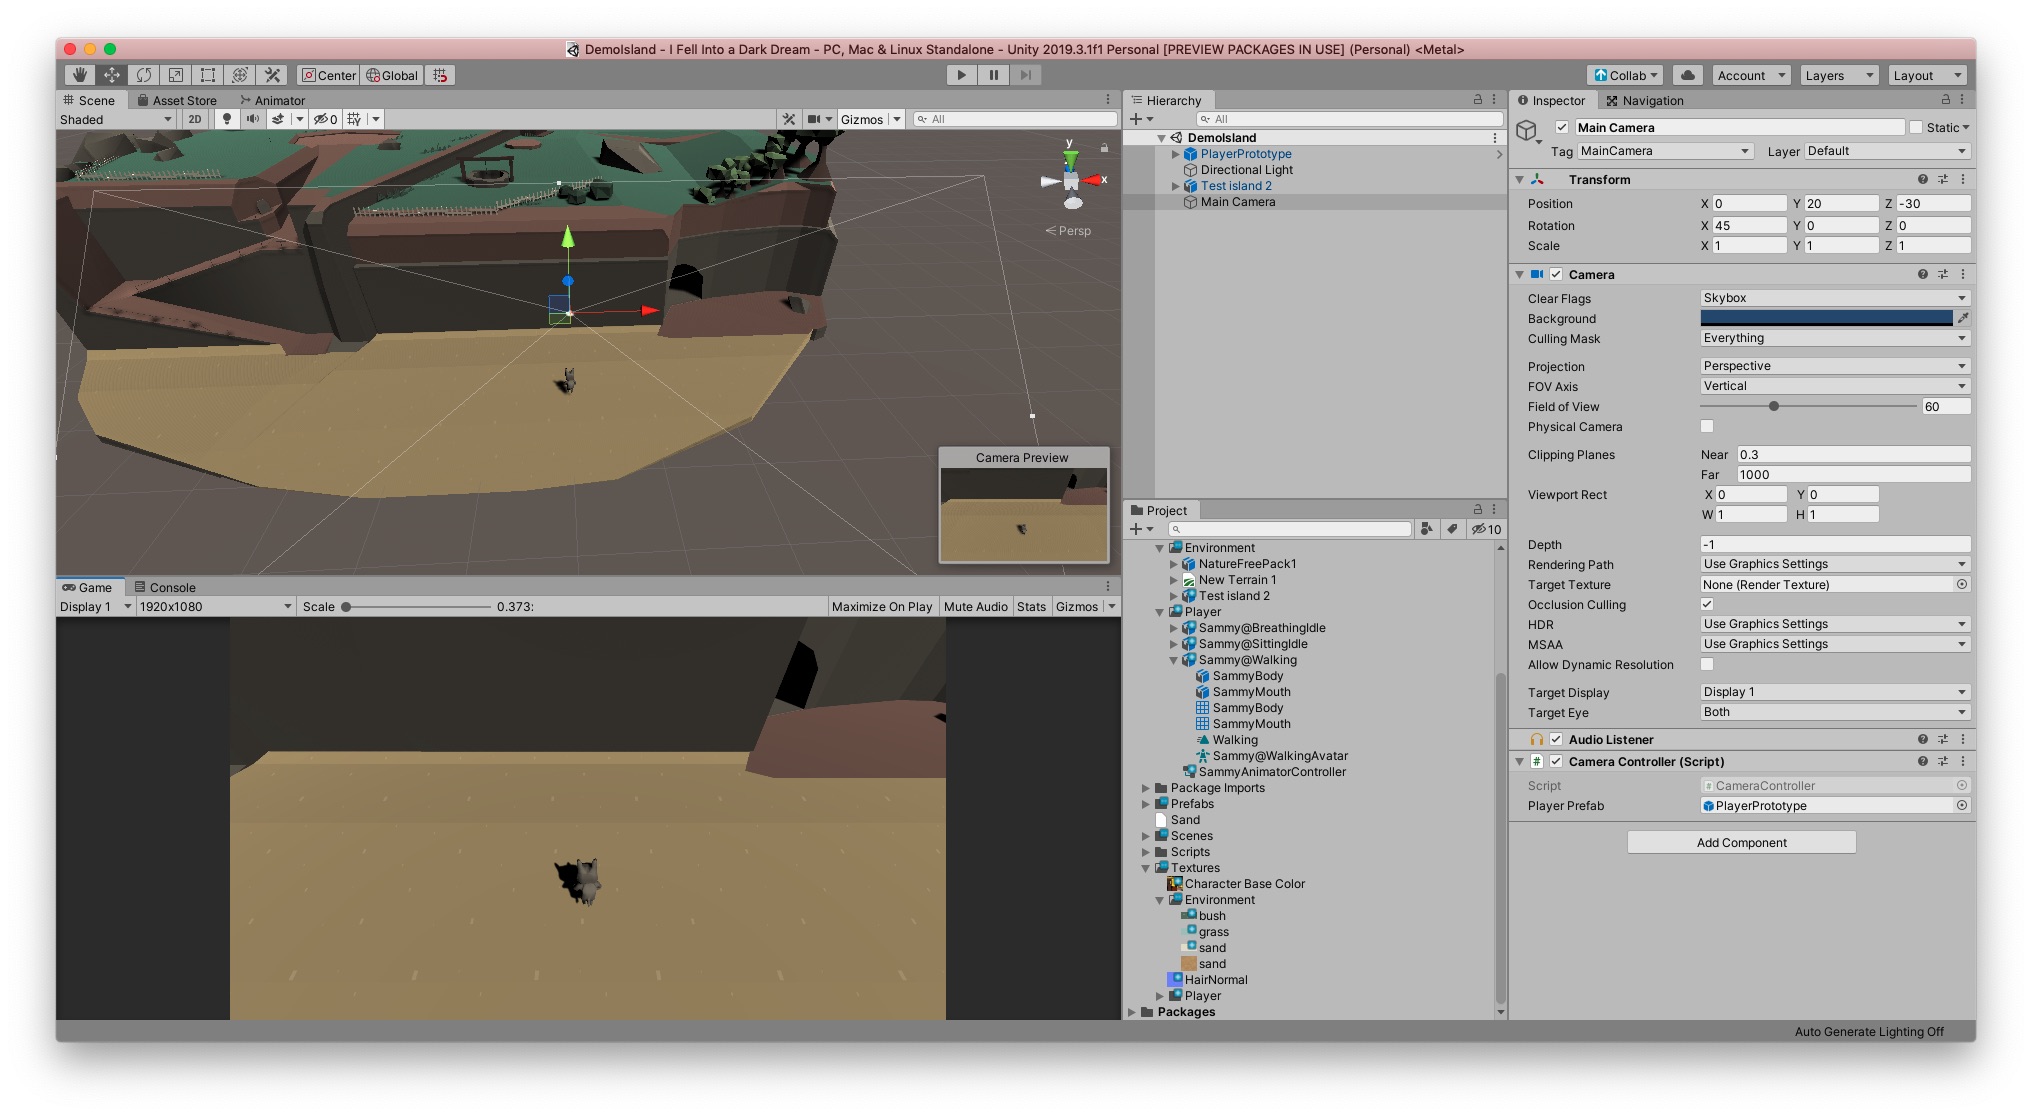 DemoIsland - I Fell Into a Dark Dream - PC, Mac & Linux Standalone - Unity 2019.3.1f1 Personal [PREVIEW PACKAGES IN USE] (Personal) <Metal>
Center Global Collab Account Layers Layout
Scene Asset Store Animator
Shaded 2D 0 Gizmos All
y
x
Persp
Camera Preview
Game Console
Display 1 1920x1080 Scale 0.373: Maximize On Play Mute Audio Stats Gizmos
Hierarchy
All
DemoIsland
PlayerPrototype
Directional Light
Test island 2
Main Camera
Project
10
Environment
NatureFreePack1
New Terrain 1
Test island 2
Player
Sammy@BreathingIdle
Sammy@SittingIdle
Sammy@Walking
SammyBody
SammyMouth
SammyBody
SammyMouth
Walking
Sammy@WalkingAvatar
SammyAnimatorController
Package Imports
Prefabs
Sand
Scenes
Scripts
Textures
Character Base Color
Environment
bush
grass
sand
sand
HairNormal
Player
Packages
Inspector Navigation
Main Camera Static
Tag MainCamera Layer Default
Transform
Position X 0 Y 20 Z -30
Rotation X 45 Y 0 Z 0
Scale X 1 Y 1 Z 1
Camera
Clear Flags Skybox
Background
Culling Mask Everything
Projection Perspective
FOV Axis Vertical
Field of View 60
Physical Camera
Clipping Planes Near 0.3
Far 1000
Viewport Rect X 0 Y 0
W 1 H 1
Depth -1
Rendering Path Use Graphics Settings
Target Texture None (Render Texture)
Occlusion Culling
HDR Use Graphics Settings
MSAA Use Graphics Settings
Allow Dynamic Resolution
Target Display Display 1
Target Eye Both
Audio Listener
# Camera Controller (Script)
Script CameraController
Player Prefab PlayerPrototype
Add Component
Auto Generate Lighting Off